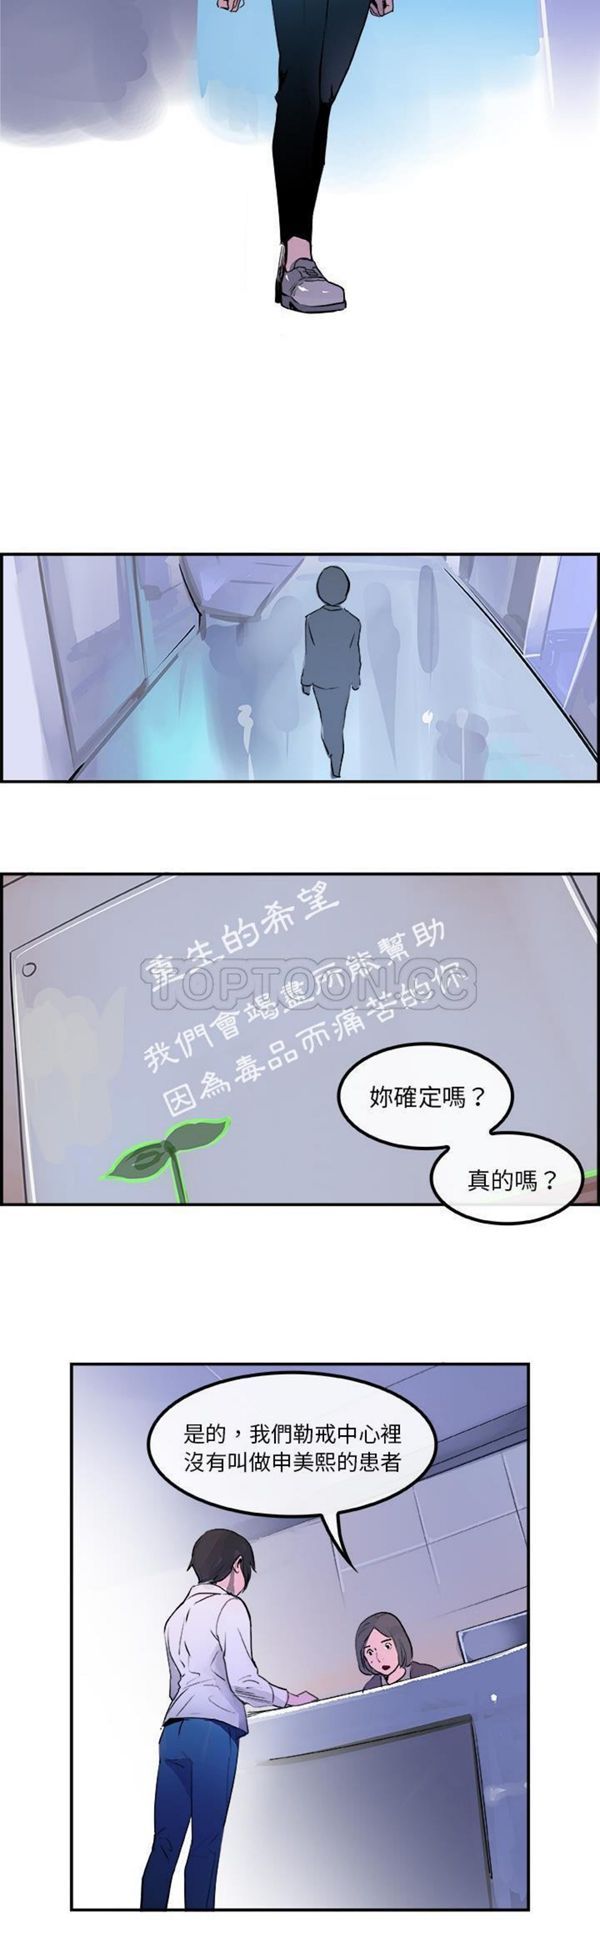 重生的希望
我們會竭盡所能幫助
因為毒品而痛苦的你
TOPTOON.CC
妳確定嗎？
真的嗎？
是的，我們勒戒中心裡
沒有叫做申美熙的患者